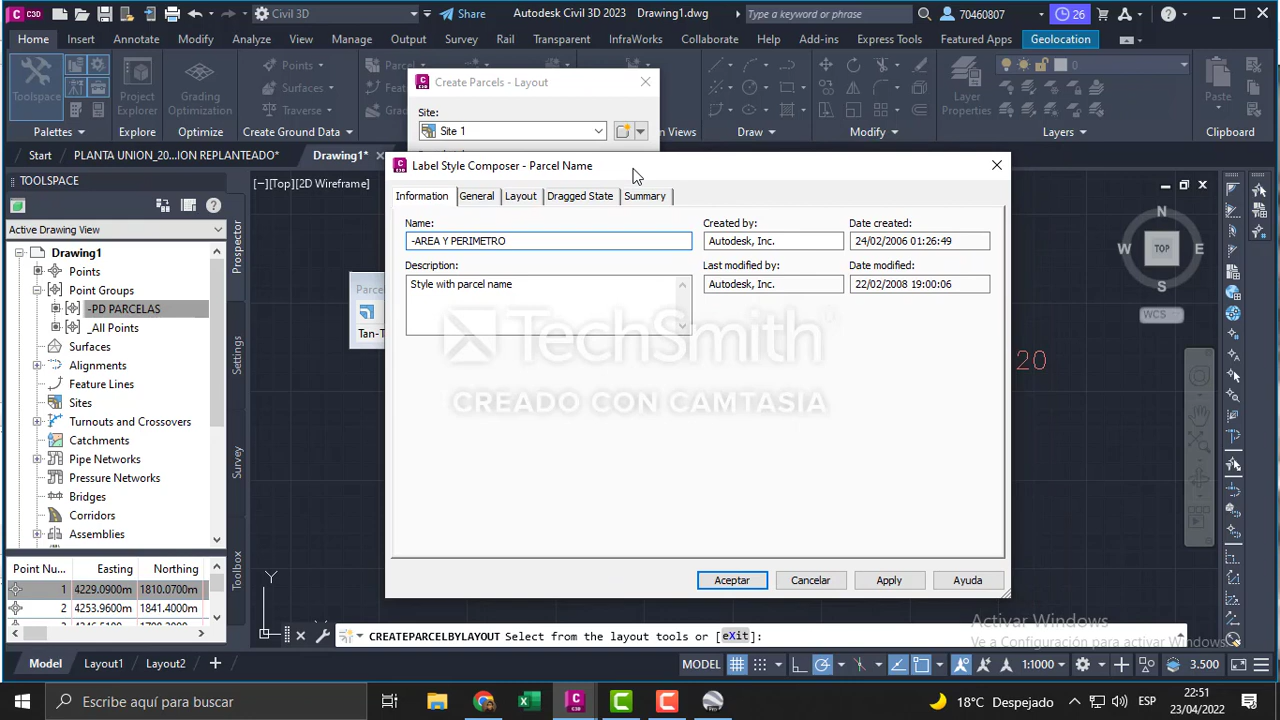 Civil 3D
Share
Autodesk Civil 3D 2023
Drawing1.dwg
Type a keyword or phrase
70460807
26
Home
Insert
Annotate
Modify
Analyze
View
Manage
Output
Survey
Rail
Transparent
InfraWorks
Collaborate
Help
Add-ins
Express Tools
Featured Apps
Geolocation
Toolspace
Project
Explorer
Grading
Optimization
Points
Surfaces
Traverse
Parcel
Layer
Properties
Paste
0
Palettes
Explore
Optimize
Create Ground Data
Draw
Modify
Layers
Clipboard
Create Parcels - Layout
Site:
Site 1
Start
PLANTA UNION_20...ION REPLANTEADO*
Drawing1*
[−][Top][2D Wireframe]
TOOLSPACE
Active Drawing View
Drawing1
Points
Point Groups
-PD PARCELAS
_All Points
Surfaces
Alignments
Feature Lines
Sites
Turnouts and Crossovers
Catchments
Pipe Networks
Pressure Networks
Bridges
Corridors
Assemblies
Prospector
Settings
Survey
Toolbox
Point Nu...
Easting
Northing
1
4229.0900m
1810.0700m
2
4253.9600m
1841.4000m
Label Style Composer - Parcel Name
Information
General
Layout
Dragged State
Summary
Name:
-AREA Y PERIMETRO
Description:
Style with parcel name
Created by:
Autodesk, Inc.
Date created:
24/02/2006 01:26:49
Last modified by:
Autodesk, Inc.
Date modified:
22/02/2008 19:00:06
TechSmith
CREADO CON CAMTASIA
Aceptar
Cancelar
Apply
Ayuda
N
W
TOP
E
S
WCS
20
Y
Activar Windows
Ve a Configuración para activar Windows
CREATEPARCELBYLAYOUT Select from the layout tools or [eXit]:
Model
Layout1
Layout2
MODEL
1:1000
3.500
Escribe aquí para buscar
18°C Despejado
ESP
22:51
23/04/2022